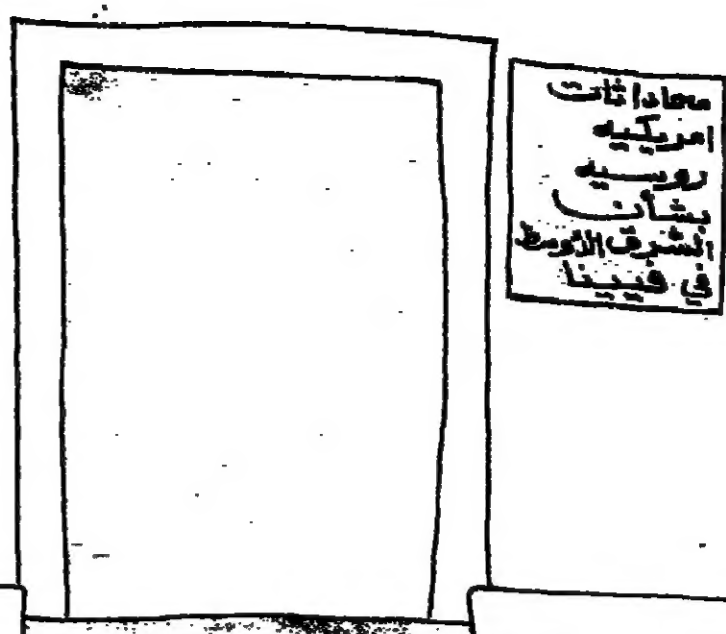 محادثات
امريكيه
روسيه
بشأن
الشرق الأوسط
في فيينا